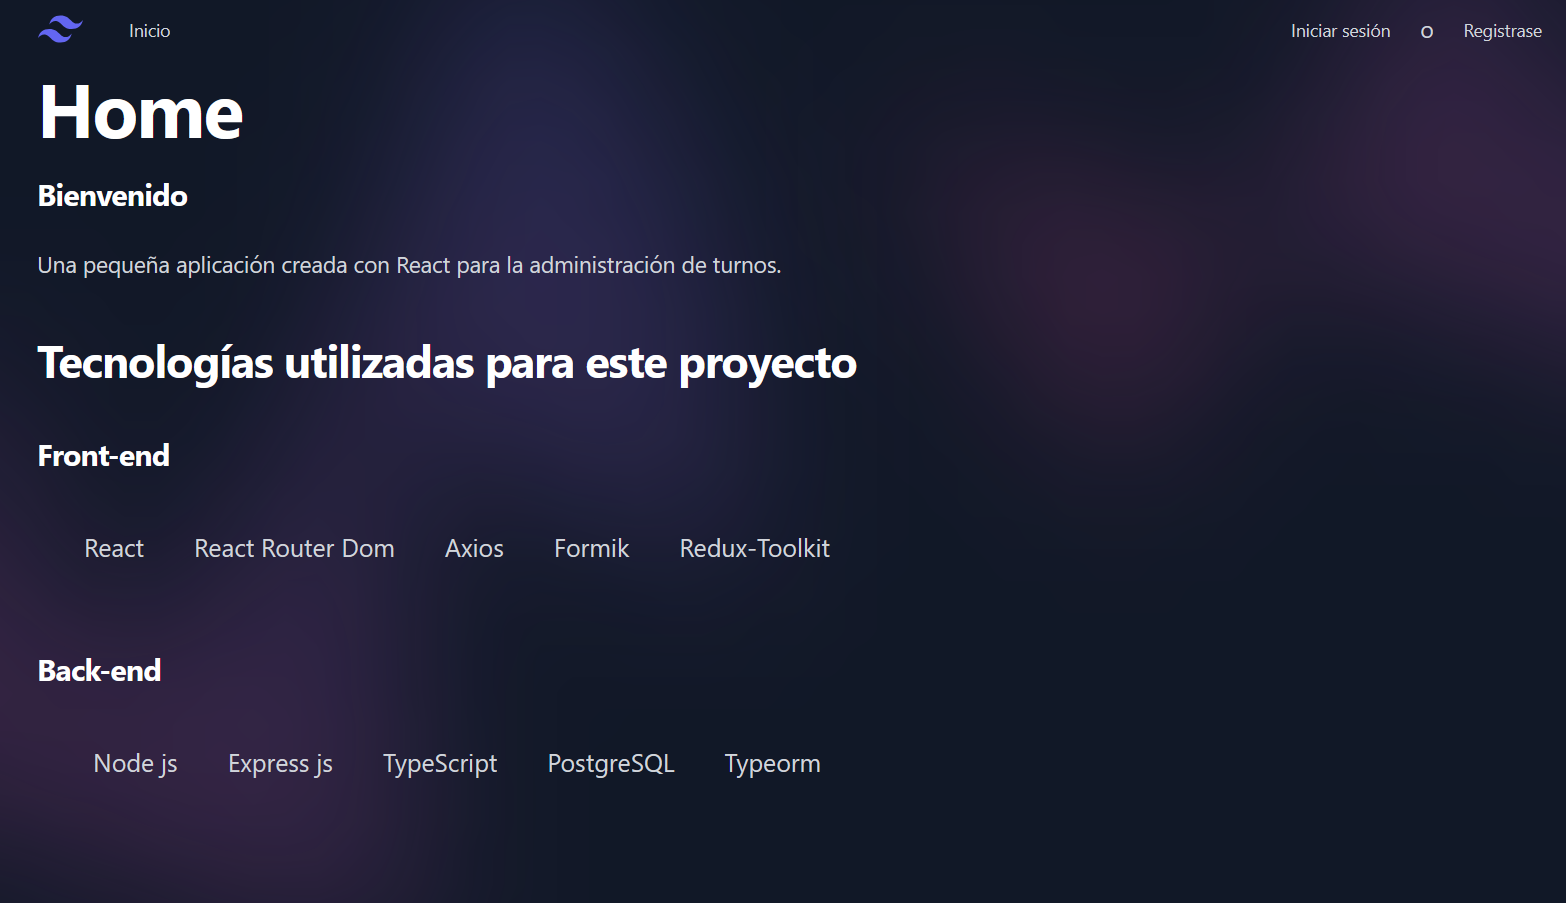 Inicio Iniciar sesión o Registrase
Home
Bienvenido
Una pequeña aplicación creada con React para la administración de turnos.
Tecnologías utilizadas para este proyecto
Front-end
React React Router Dom Axios Formik Redux-Toolkit
Back-end
Node js Express js TypeScript PostgreSQL Typeorm